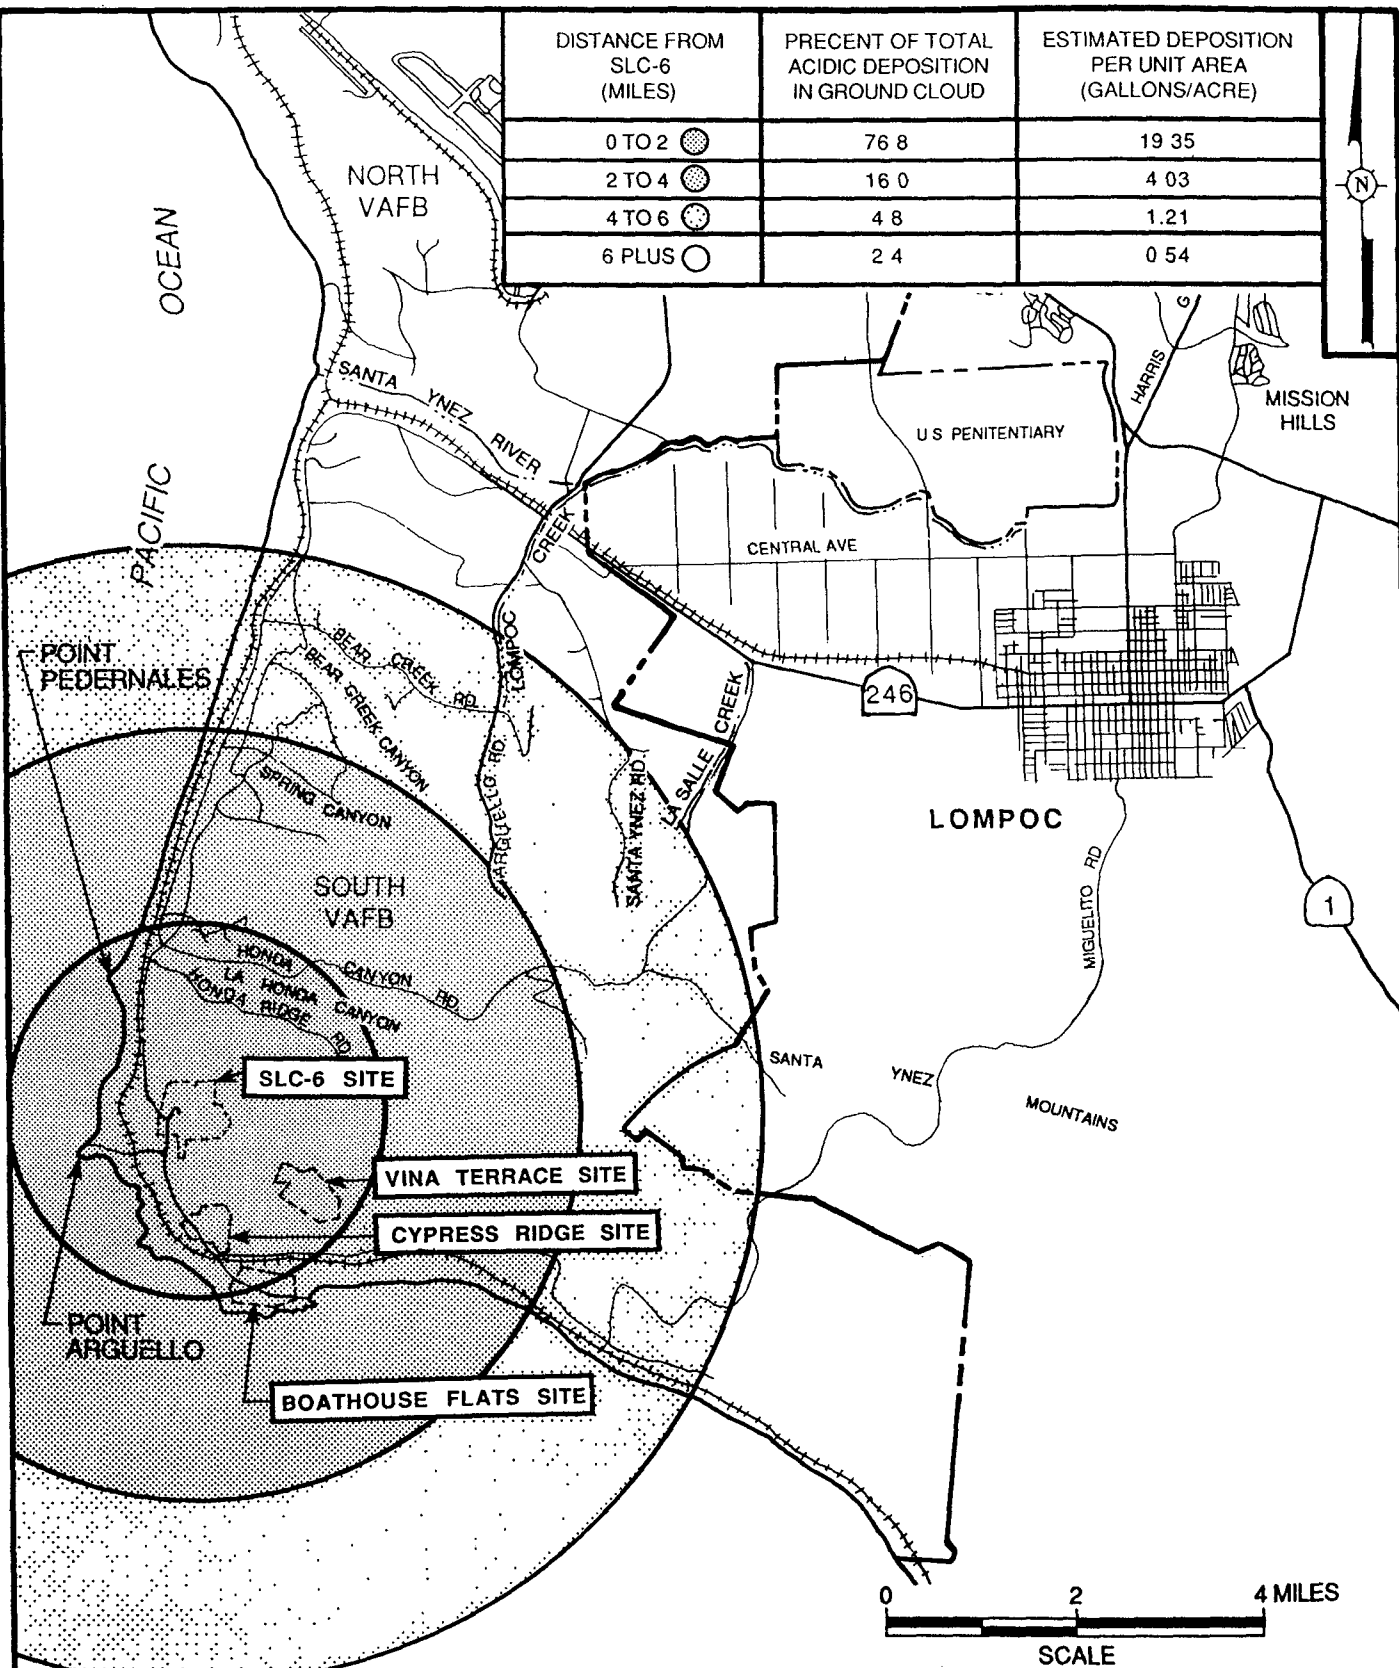 DISTANCE FROM
SLC-6
(MILES)
PRECENT OF TOTAL
ACIDIC DEPOSITION
IN GROUND CLOUD
ESTIMATED DEPOSITION
PER UNIT AREA
(GALLONS/ACRE)
0 TO 2
76 8
19 35
2 TO 4
16 0
4 03
4 TO 6
4 8
1.21
6 PLUS
2 4
0 54
N
NORTH
VAFB
PACIFIC OCEAN
SANTA YNEZ RIVER
HARRIS G
MISSION
HILLS
U S PENITENTIARY
CENTRAL AVE
LOMPOC CREEK
POINT
PEDERNALES
BEAR CREEK RD.
BEAR CREEK CANYON
246
LA SALLE CREEK
SPRING CANYON
ARGUELLO RD.
SANTA YNEZ RD.
LOMPOC
MIGUELITO RD
1
SOUTH
VAFB
HONDA CANYON RD.
LA HONDA CANYON
HONDA RIDGE RD.
SLC-6 SITE
SANTA YNEZ MOUNTAINS
VINA TERRACE SITE
CYPRESS RIDGE SITE
POINT
ARGUELLO
BOATHOUSE FLATS SITE
0 2 4 MILES
SCALE